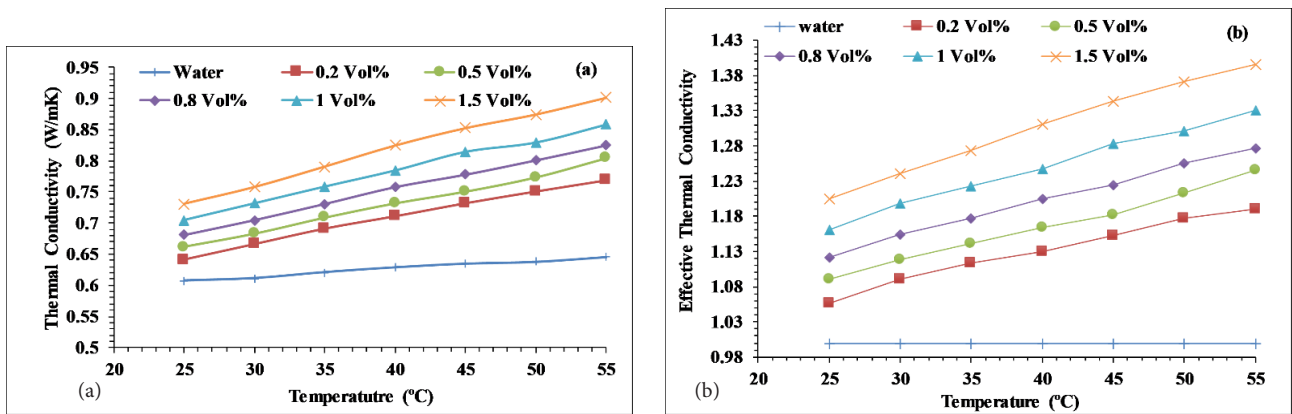 (a)
Water
0.2 Vol%
0.5 Vol%
0.8 Vol%
1 Vol%
1.5 Vol%
Thermal Conductivity (W/mK)
0.95
0.9
0.85
0.8
0.75
0.7
0.65
0.6
0.55
0.5
20 25 30 35 40 45 50 55
(a)
Temperatutre (ºC)
water
0.2 Vol%
0.5 Vol%
(b)
0.8 Vol%
1 Vol%
1.5 Vol%
Effective Thermal Conductivity
1.43
1.38
1.33
1.28
1.23
1.18
1.13
1.08
1.03
0.98
20 25 30 35 40 45 50 55
(b)
Temperature (ºC)